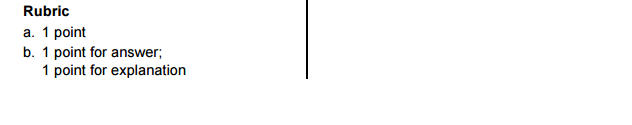 Rubric
a. 1 point
b. 1 point for answer;
1 point for explanation